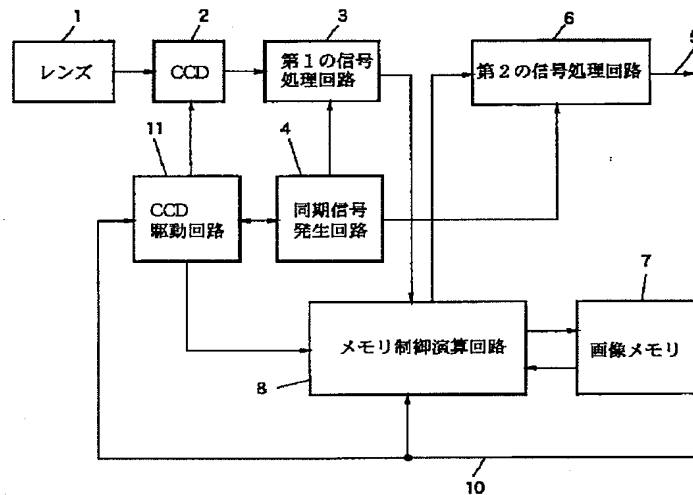 1
2
3
6
5
レンズ
CCD
第1の信号
処理回路
第2の信号処理回路
11
4
CCD
駆動回路
同期信号
発生回路
7
メモリ制御演算回路
画像メモリ
8
10